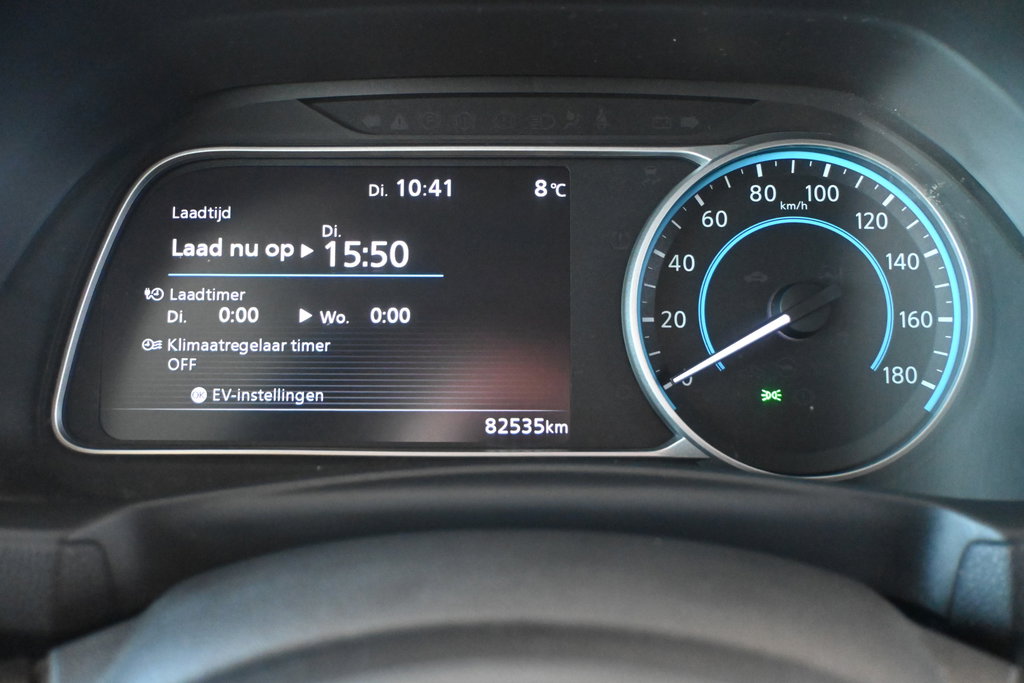 Di. 10:41 8°C
Laadtijd
Laad nu op ▶ Di. 15:50
Laadtimer
Di. 0:00 ▶ Wo. 0:00
Klimaatregelaar timer
OFF
EV-instellingen
82535km
0
20
40
60
80
100
120
140
160
180
km/h